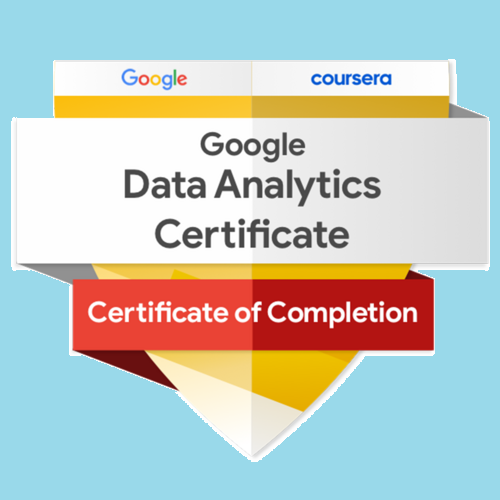 Google coursera
Google
Data Analytics
Certificate
Certificate of Completion